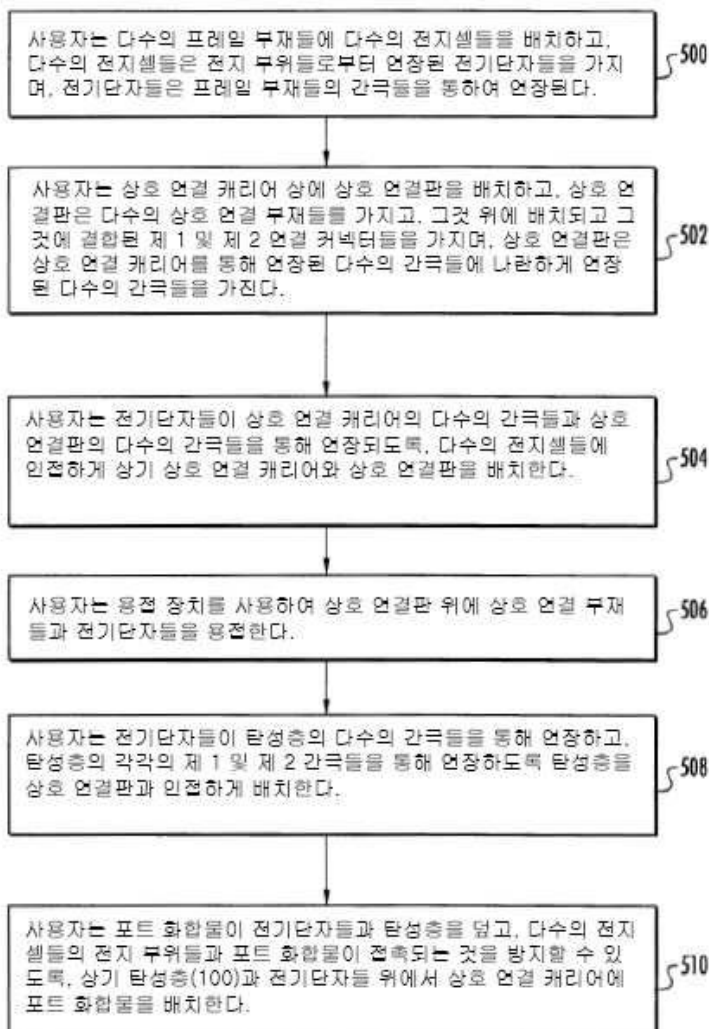 사용자는 다수의 프레임 부재들에 다수의 전지셀들을 배치하고,
다수의 전지셀들은 전지 부위들로부터 연장된 전기단자들을 가지
며, 전기단자들은 프레임 부재들의 간극들을 통하여 연장된다.
500
사용자는 상호 연결 캐리어 상에 상호 연결판을 배치하고, 상호 연
결판은 다수의 상호 연결 부재들를 가지고, 그것 위에 배치되고 그
것에 결합된 제 1 및 제 2 연결 커넥터들을 가지며, 상호 연결판은
상호 연결 캐리어를 통해 연장된 다수의 간극들에 나란하게 연장
된 다수의 간극들을 가진다.
502
사용자는 전기단자들이 상호 연결 캐리어의 다수의 간극들과 상호
연결판의 다수의 간극들을 통해 연장되도록, 다수의 전지셀들에
인접하게 상기 상호 연결 캐리어와 상호 연결판을 배치한다.
504
사용자는 용접 장치를 사용하여 상호 연결판 위에 상호 연결 부재
들과 전기단자들을 용접한다.
506
사용자는 전기단자들이 탄성층의 다수의 간극들을 통해 연장하고,
탄성층의 각각의 제 1 및 제 2 간극들을 통해 연장하도록 탄성층을
상호 연결판과 인접하게 배치한다.
508
사용자는 포트 화합물이 전기단자들과 탄성층을 덮고, 다수의 전지
셀들의 전지 부위들과 포트 화합물이 접촉되는 것을 방지할 수 있
도록, 상기 탄성층(100)과 전기단자들 위에서 상호 연결 캐리어에
포트 화합물을 배치한다.
510